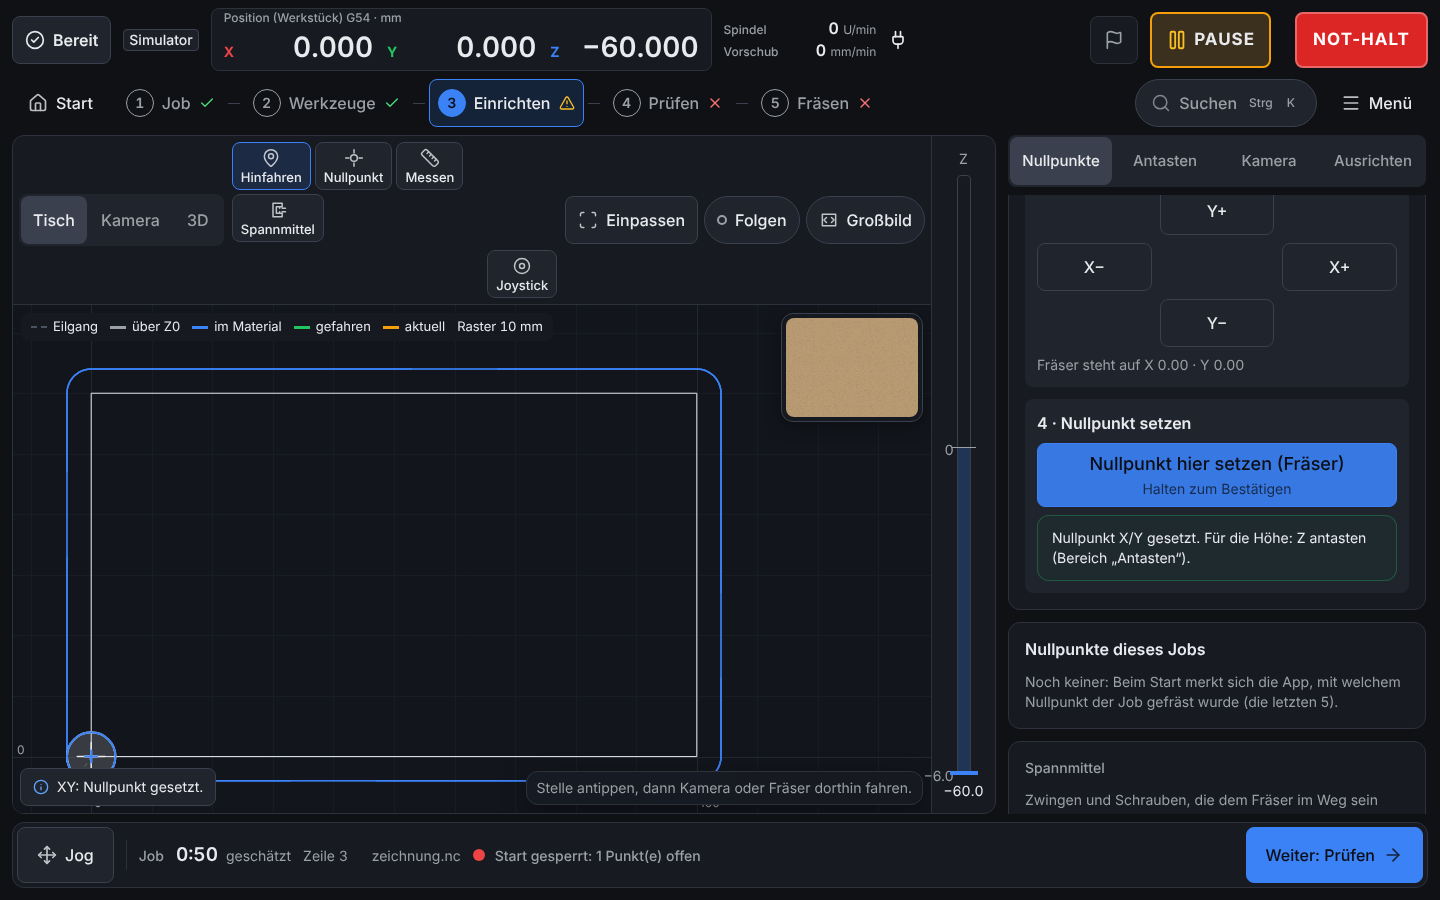 Bereit
Simulator
Position (Werkstück) G54 · mm
X 0.000 Y 0.000 Z −60.000
Spindel 0 U/min
Vorschub 0 mm/min
PAUSE
NOT-HALT
Start
1 Job
2 Werkzeuge
3 Einrichten
4 Prüfen
5 Fräsen
Suchen Strg K
Menü
Hinfahren
Nullpunkt
Messen
Tisch
Kamera
3D
Spannmittel
Einpassen
Folgen
Großbild
Joystick
Eilgang
über Z0
im Material
gefahren
aktuell
Raster 10 mm
0
XY: Nullpunkt gesetzt.
Stelle antippen, dann Kamera oder Fräser dorthin fahren.
Z
0
−6.0
−60.0
Nullpunkte
Antasten
Kamera
Ausrichten
Y+
X−
X+
Y−
Fräser steht auf X 0.00 · Y 0.00
4 · Nullpunkt setzen
Nullpunkt hier setzen (Fräser)
Halten zum Bestätigen
Nullpunkt X/Y gesetzt. Für die Höhe: Z antasten
(Bereich „Antasten“).
Nullpunkte dieses Jobs
Noch keiner: Beim Start merkt sich die App, mit welchem
Nullpunkt der Job gefräst wurde (die letzten 5).
Spannmittel
Zwingen und Schrauben, die dem Fräser im Weg sein
Jog
Job 0:50 geschätzt Zeile 3 zeichnung.nc
Start gesperrt: 1 Punkt(e) offen
Weiter: Prüfen